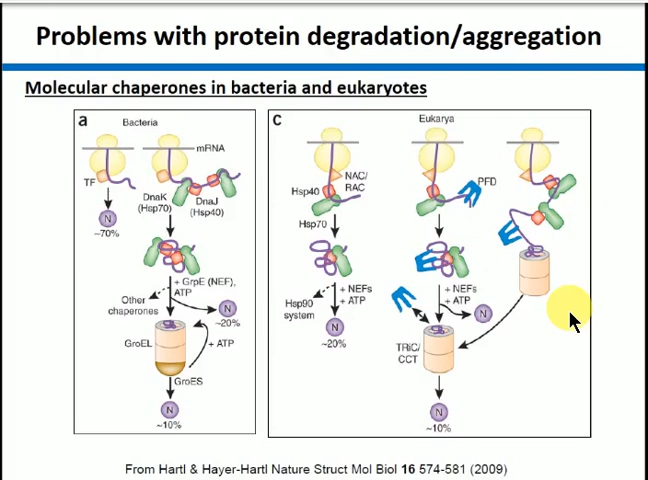 Problems with protein degradation/aggregation
Molecular chaperones in bacteria and eukaryotes
a
Bacteria
mRNA
TF
DnaK
(Hsp70)
DnaJ
(Hsp40)
N
~70%
+ GrpE (NEF),
ATP
Other
chaperones
N
~20%
GroEL
+ ATP
GroES
N
~10%
c
Eukarya
NAC/
RAC
Hsp40
PFD
Hsp70
+ NEFs
+ ATP
Hsp90
system
N
~20%
+ NEFs
+ ATP
N
TRiC/
CCT
N
~10%
From Hartl & Hayer-Hartl Nature Struct Mol Biol 16 574-581 (2009)